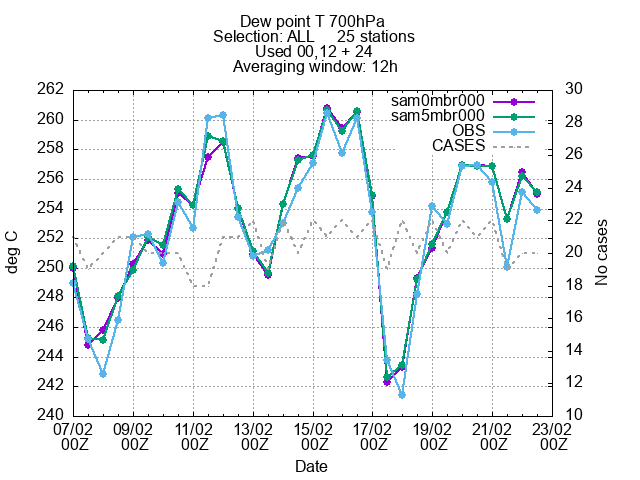 Dew point T 700hPa
Selection: ALL 25 stations
Used 00,12 + 24
Averaging window: 12h
sam0mbr000
sam5mbr000
OBS
CASES
262
260
258
256
254
252
250
248
246
244
242
240
deg C
30
28
26
24
22
20
18
16
14
12
10
No cases
07/02 09/02 11/02 13/02 15/02 17/02 19/02 21/02 23/02
00Z 00Z 00Z 00Z 00Z 00Z 00Z 00Z 00Z
Date